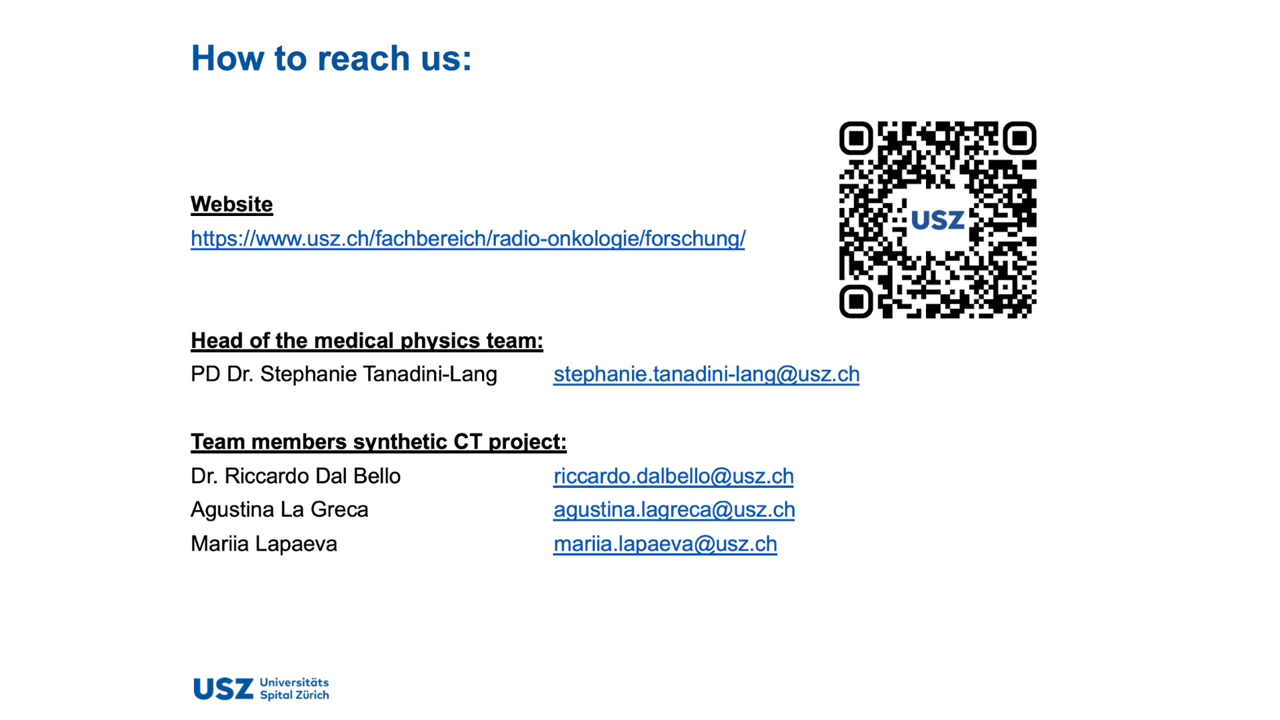 How to reach us:
USZ
Website
https://www.usz.ch/fachbereich/radio-onkologie/forschung/
Head of the medical physics team:
PD Dr. Stephanie Tanadini-Lang stephanie.tanadini-lang@usz.ch
Team members synthetic CT project:
Dr. Riccardo Dal Bello riccardo.dalbello@usz.ch
Agustina La Greca agustina.lagreca@usz.ch
Mariia Lapaeva mariia.lapaeva@usz.ch
USZ Universitäts
Spital Zürich